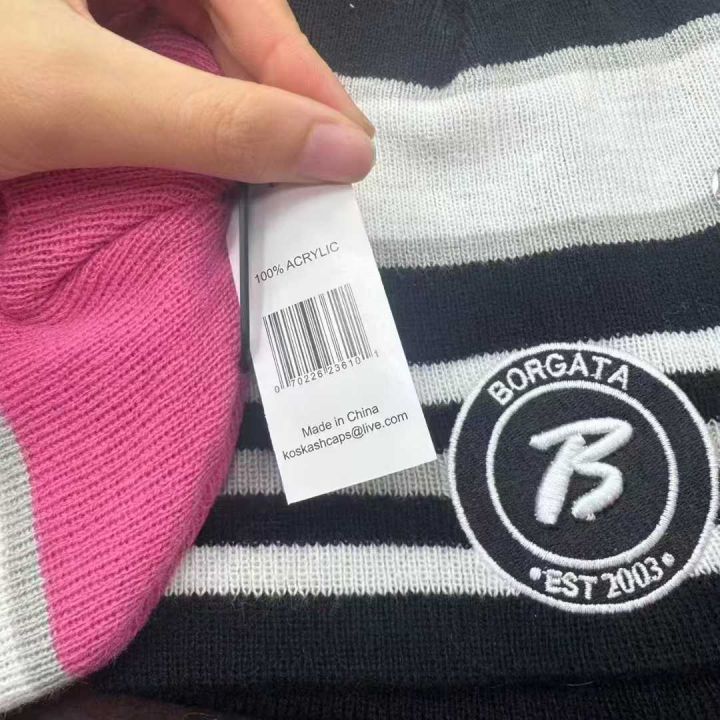 100% ACRYLIC
0 70226 23610 1
Made in China
koskashcaps@live.com
BORGATA
B
•EST 2003•